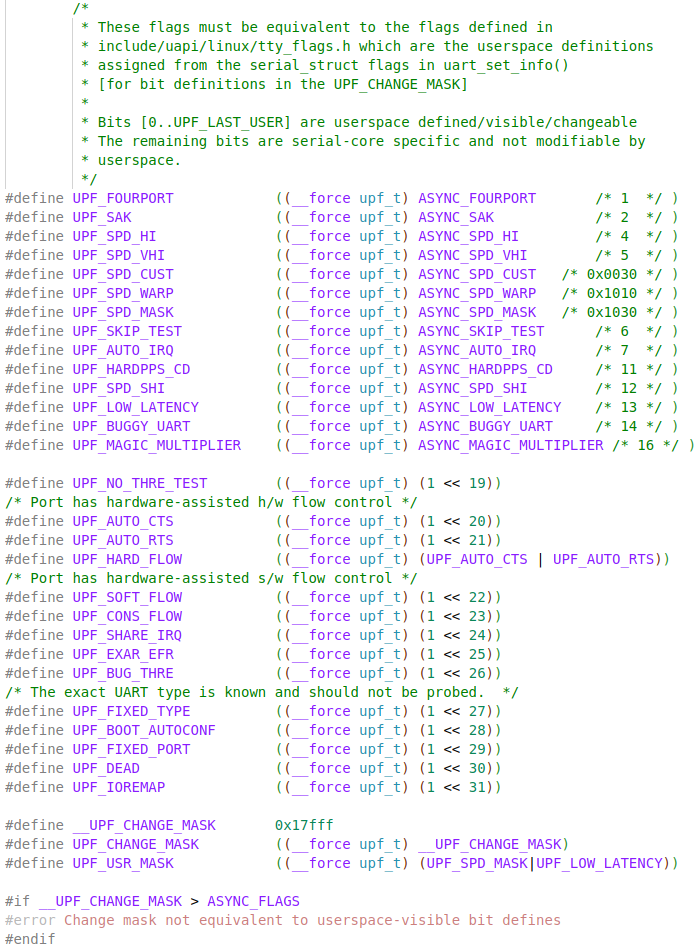 /*
 * These flags must be equivalent to the flags defined in
 * include/uapi/linux/tty_flags.h which are the userspace definitions
 * assigned from the serial_struct flags in uart_set_info()
 * [for bit definitions in the UPF_CHANGE_MASK]
 *
 * Bits [0..UPF_LAST_USER] are userspace defined/visible/changeable
 * The remaining bits are serial-core specific and not modifiable by
 * userspace.
 */
#define UPF_FOURPORT            ((__force upf_t) ASYNC_FOURPORT       /* 1  */ )
#define UPF_SAK                 ((__force upf_t) ASYNC_SAK            /* 2  */ )
#define UPF_SPD_HI              ((__force upf_t) ASYNC_SPD_HI         /* 4  */ )
#define UPF_SPD_VHI             ((__force upf_t) ASYNC_SPD_VHI        /* 5  */ )
#define UPF_SPD_CUST            ((__force upf_t) ASYNC_SPD_CUST   /* 0x0030 */ )
#define UPF_SPD_WARP            ((__force upf_t) ASYNC_SPD_WARP   /* 0x1010 */ )
#define UPF_SPD_MASK            ((__force upf_t) ASYNC_SPD_MASK   /* 0x1030 */ )
#define UPF_SKIP_TEST           ((__force upf_t) ASYNC_SKIP_TEST      /* 6  */ )
#define UPF_AUTO_IRQ            ((__force upf_t) ASYNC_AUTO_IRQ       /* 7  */ )
#define UPF_HARDPPS_CD          ((__force upf_t) ASYNC_HARDPPS_CD     /* 11 */ )
#define UPF_SPD_SHI             ((__force upf_t) ASYNC_SPD_SHI        /* 12 */ )
#define UPF_LOW_LATENCY         ((__force upf_t) ASYNC_LOW_LATENCY    /* 13 */ )
#define UPF_BUGGY_UART          ((__force upf_t) ASYNC_BUGGY_UART     /* 14 */ )
#define UPF_MAGIC_MULTIPLIER    ((__force upf_t) ASYNC_MAGIC_MULTIPLIER /* 16 */ )
#define UPF_NO_THRE_TEST        ((__force upf_t) (1 << 19))
/* Port has hardware-assisted h/w flow control */
#define UPF_AUTO_CTS            ((__force upf_t) (1 << 20))
#define UPF_AUTO_RTS            ((__force upf_t) (1 << 21))
#define UPF_HARD_FLOW           ((__force upf_t) (UPF_AUTO_CTS | UPF_AUTO_RTS))
/* Port has hardware-assisted s/w flow control */
#define UPF_SOFT_FLOW           ((__force upf_t) (1 << 22))
#define UPF_CONS_FLOW           ((__force upf_t) (1 << 23))
#define UPF_SHARE_IRQ           ((__force upf_t) (1 << 24))
#define UPF_EXAR_EFR            ((__force upf_t) (1 << 25))
#define UPF_BUG_THRE            ((__force upf_t) (1 << 26))
/* The exact UART type is known and should not be probed.  */
#define UPF_FIXED_TYPE          ((__force upf_t) (1 << 27))
#define UPF_BOOT_AUTOCONF       ((__force upf_t) (1 << 28))
#define UPF_FIXED_PORT          ((__force upf_t) (1 << 29))
#define UPF_DEAD                ((__force upf_t) (1 << 30))
#define UPF_IOREMAP             ((__force upf_t) (1 << 31))
#define __UPF_CHANGE_MASK       0x17fff
#define UPF_CHANGE_MASK         ((__force upf_t) __UPF_CHANGE_MASK)
#define UPF_USR_MASK            ((__force upf_t) (UPF_SPD_MASK|UPF_LOW_LATENCY))
#if __UPF_CHANGE_MASK > ASYNC_FLAGS
#error Change mask not equivalent to userspace-visible bit defines
#endif